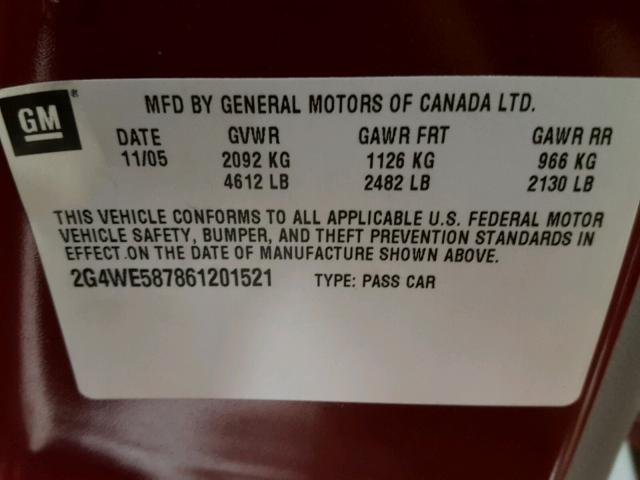 GM®
MFD BY GENERAL MOTORS OF CANADA LTD.
DATE GVWR GAWR FRT GAWR RR
11/05 2092 KG 1126 KG 966 KG
4612 LB 2482 LB 2130 LB
THIS VEHICLE CONFORMS TO ALL APPLICABLE U.S. FEDERAL MOTOR
VEHICLE SAFETY, BUMPER, AND THEFT PREVENTION STANDARDS IN
EFFECT ON THE DATE OF MANUFACTURE SHOWN ABOVE.
2G4WE587861201521 TYPE: PASS CAR